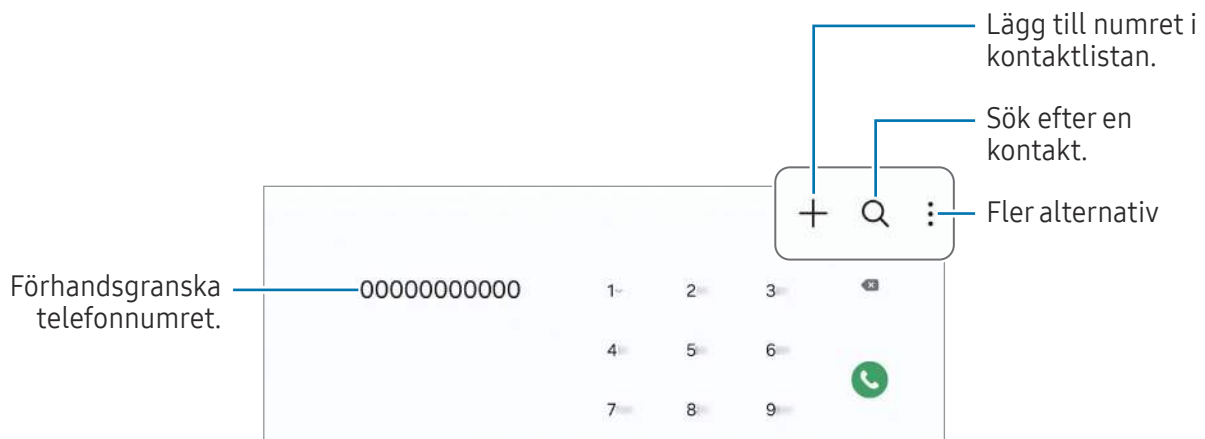 Lägg till numret i
kontaktlistan.
Sök efter en
kontakt.
Fler alternativ
Förhandsgranska
telefonnumret.
00000000000
1 2 3
4 5 6
7 8 9